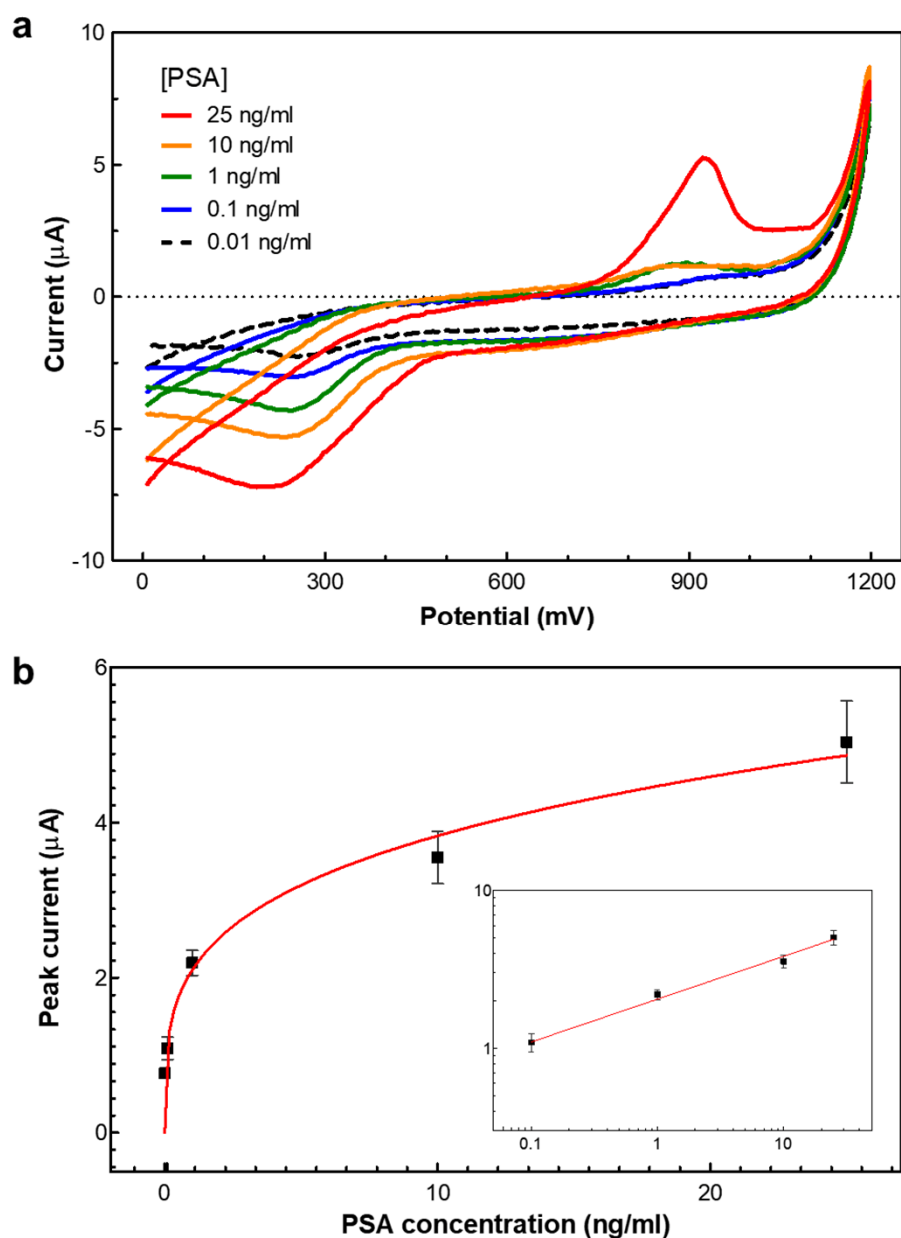 a
10
5
0
-5
-10
Current (μA)
[PSA]
25 ng/ml
10 ng/ml
1 ng/ml
0.1 ng/ml
0.01 ng/ml
0 300 600 900 1200
Potential (mV)
b
6
4
2
0
Peak current (μA)
10
1
0.1 1 10
0 10 20
PSA concentration (ng/ml)